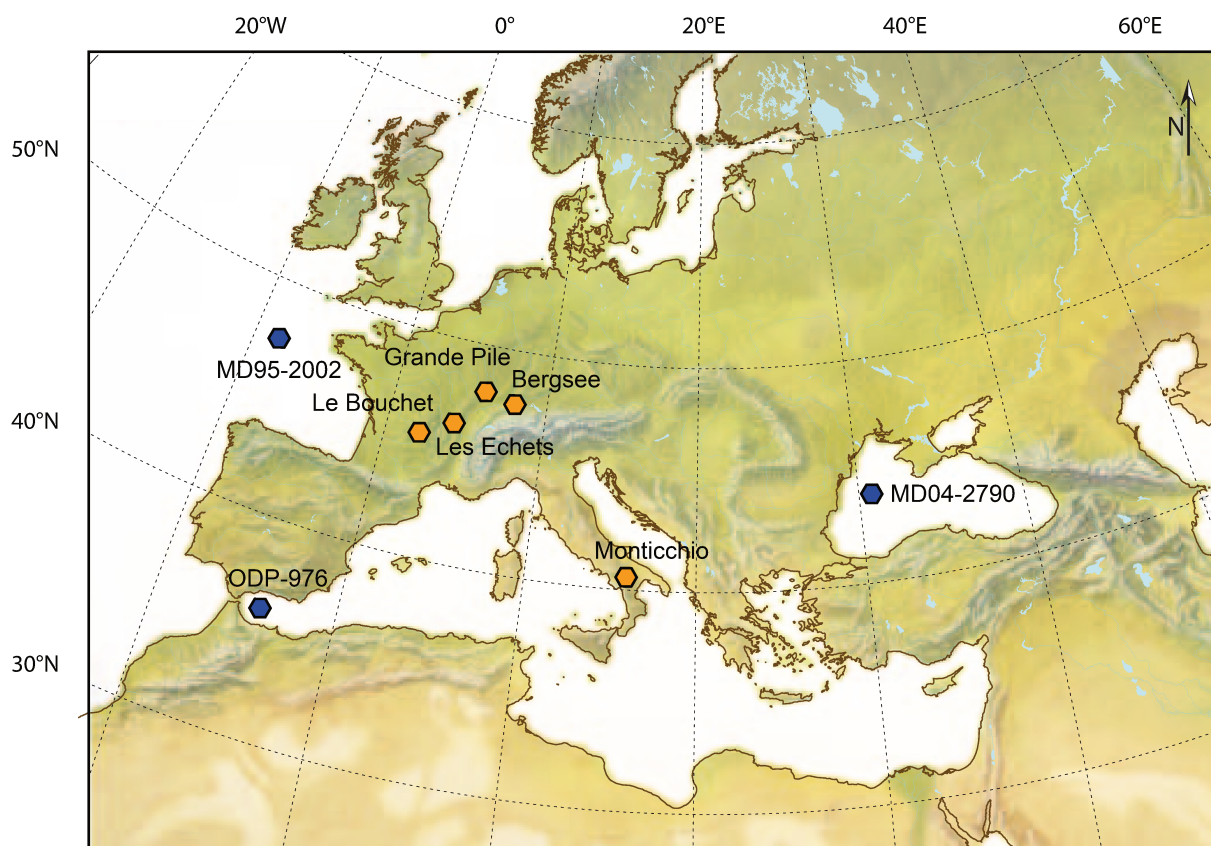 20°W 0° 20°E 40°E 60°E
N
50°N
MD95-2002
Grande Pile
Bergsee
Le Bouchet
40°N
Les Echets
MD04-2790
Monticchio
ODP-976
30°N